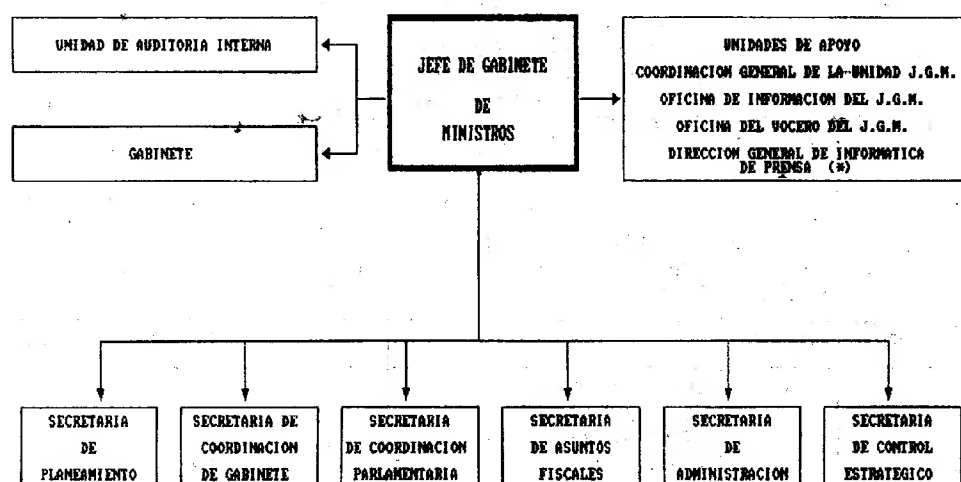 UNIDAD DE AUDITORIA INTERNA
GABINETE
JEFE DE GABINETE
DE
MINISTROS
UNIDADES DE APOYO
COORDINACION GENERAL DE LA UNIDAD J.G.M.
OFICINA DE INFORMACION DEL J.G.M.
OFICINA DEL VOCERO DEL J.G.M.
DIRECCION GENERAL DE INFORMATICA
DE PRENSA (*)
SECRETARIA
DE
PLANEAMIENTO
SECRETARIA DE
COORDINACION
DE GABINETE
SECRETARIA
DE COORDINACION
PARLAMENTARIA
SECRETARIA
DE ASUNTOS
FISCALES
SECRETARIA
DE
ADMINISTRACION
SECRETARIA
DE CONTROL
ESTRATEGICO